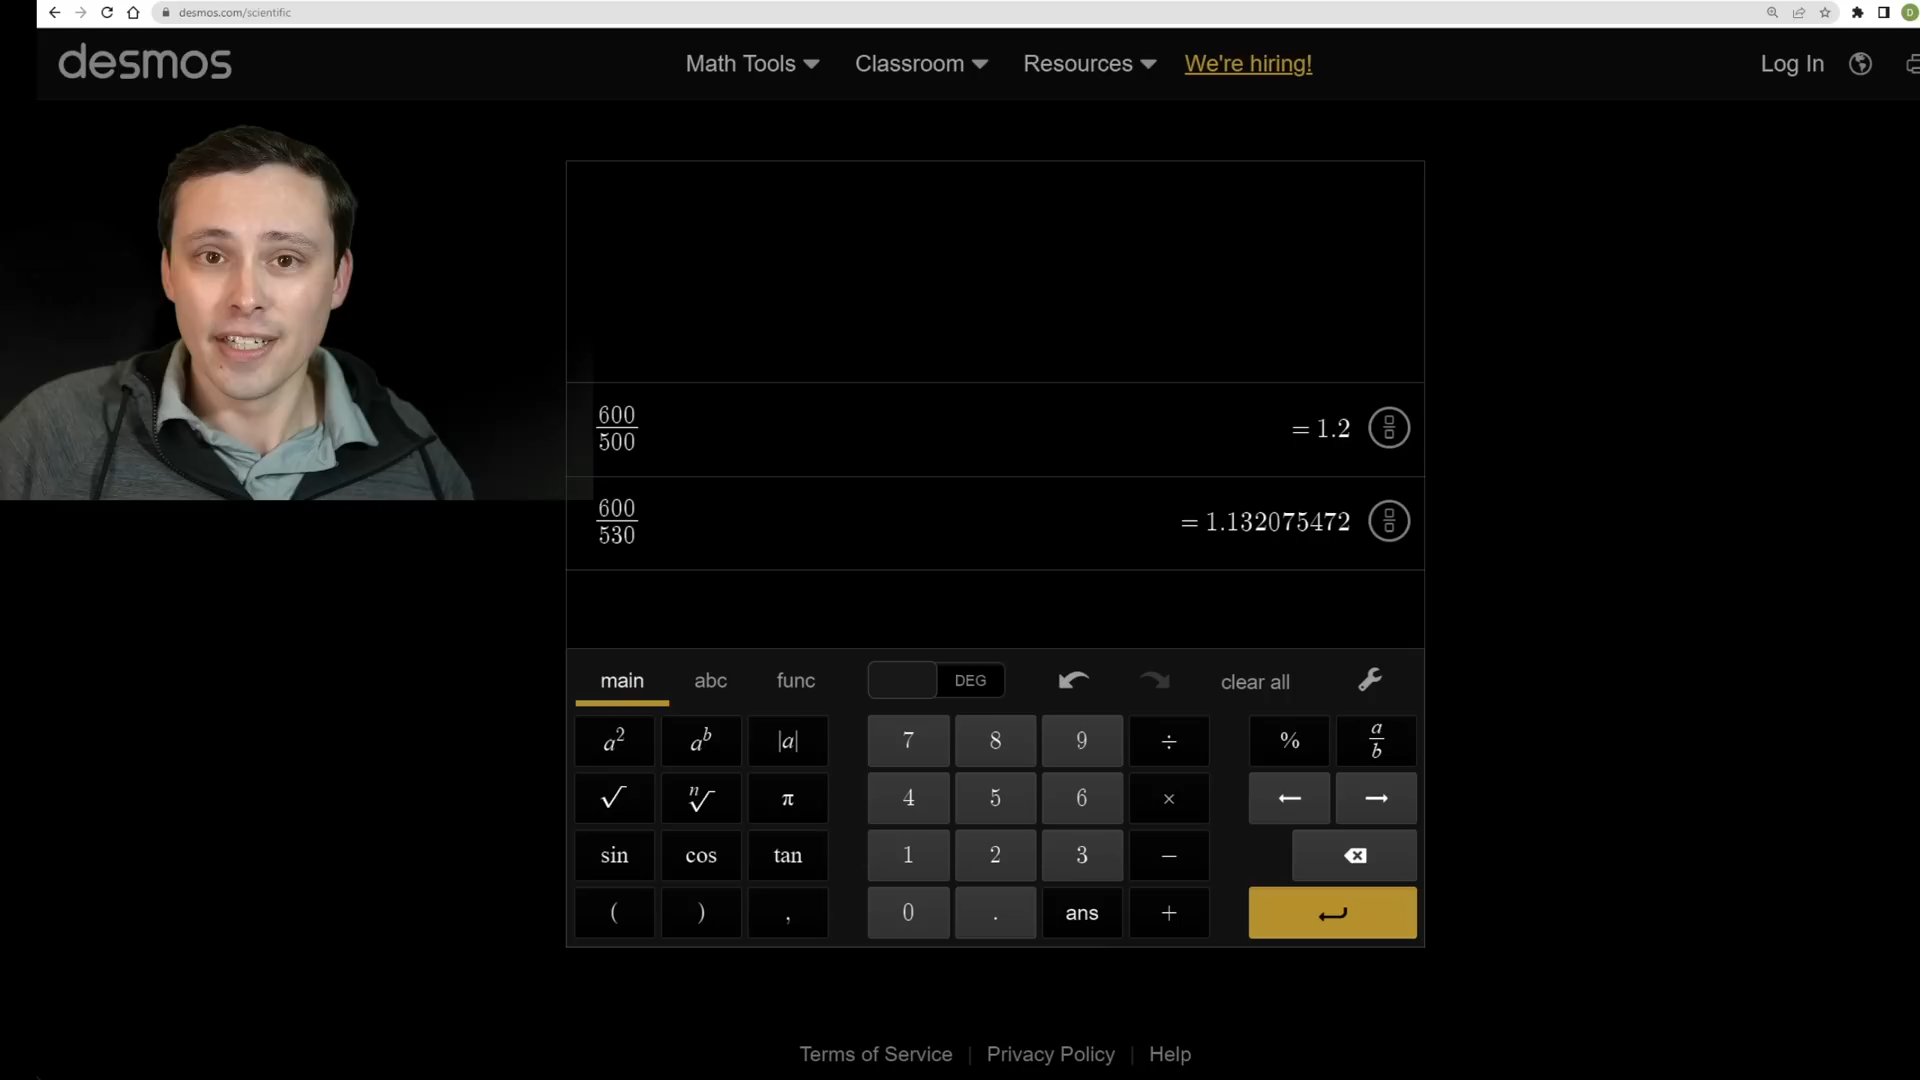 desmos.com/scientific
D
desmos
Math Tools
Classroom
Resources
We're hiring!
Log In
600
500
= 1.2
600
530
= 1.132075472
main
abc
func
DEG
clear all
a²
aᵇ
|a|
7
8
9
÷
%
a
b
√
ⁿ√
π
4
5
6
×
←
→
sin
cos
tan
1
2
3
−
(
)
,
0
.
ans
+
Terms of Service | Privacy Policy | Help